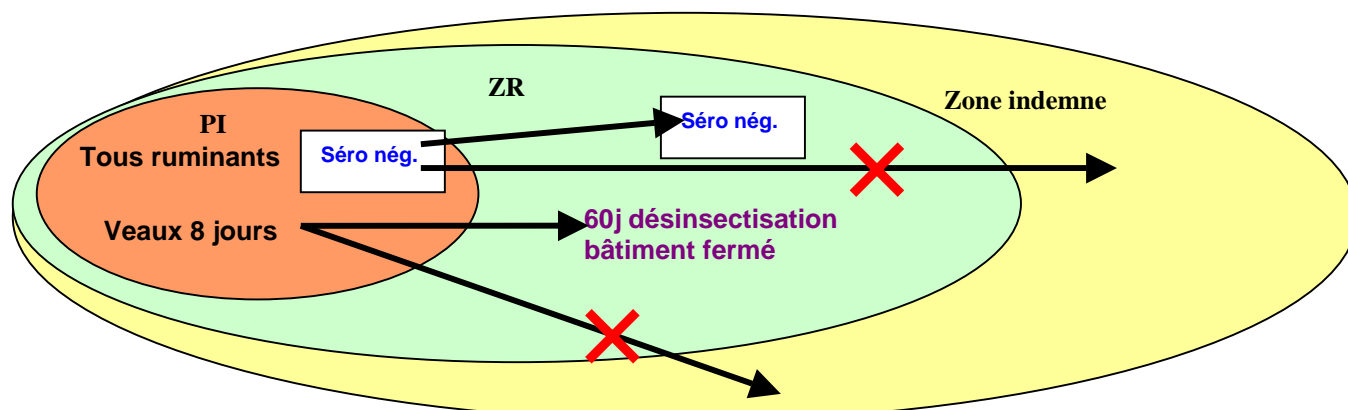 ZR
Zone indemne
PI
Tous ruminants
Séro nég.
Séro nég.
Veaux 8 jours
60j désinsectisation
bâtiment fermé